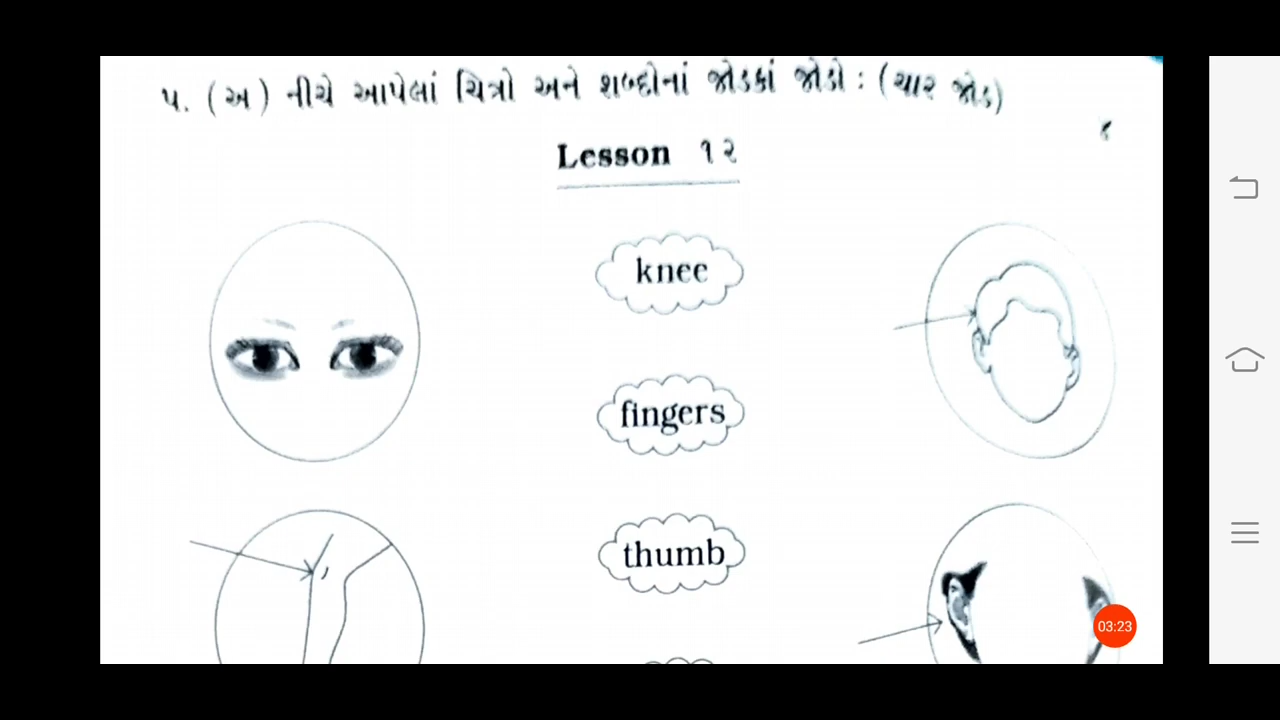 ૫. (અ) નીચે આપેલાં ચિત્રો અને શબ્દોનાં જોડકાં જોડો : (ચાર જોડ)
Lesson ૧૨
knee
fingers
thumb
03:23